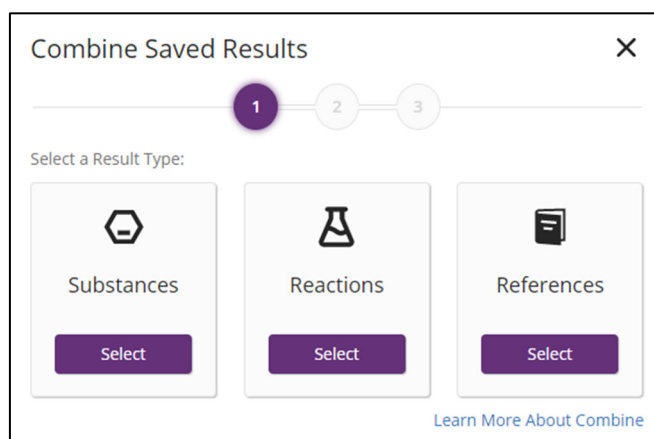 Combine Saved Results
1 2 3
Select a Result Type:
Substances Reactions References
Select Select Select
Learn More About Combine